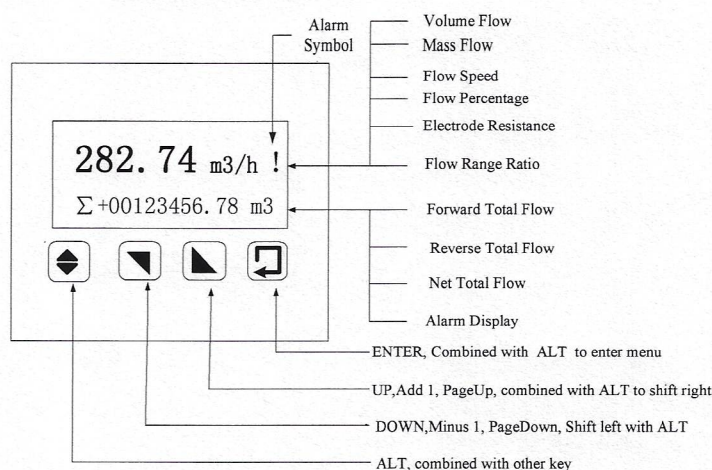 Alarm
Symbol
Volume Flow
Mass Flow
Flow Speed
Flow Percentage
Electrode Resistance
Flow Range Ratio
282.74 m3/h !
Σ+00123456.78 m3
Forward Total Flow
Reverse Total Flow
Net Total Flow
Alarm Display
ENTER, Combined with ALT to enter menu
UP,Add 1, PageUp, combined with ALT to shift right
DOWN,Minus 1, PageDown, Shift left with ALT
ALT, combined with other key